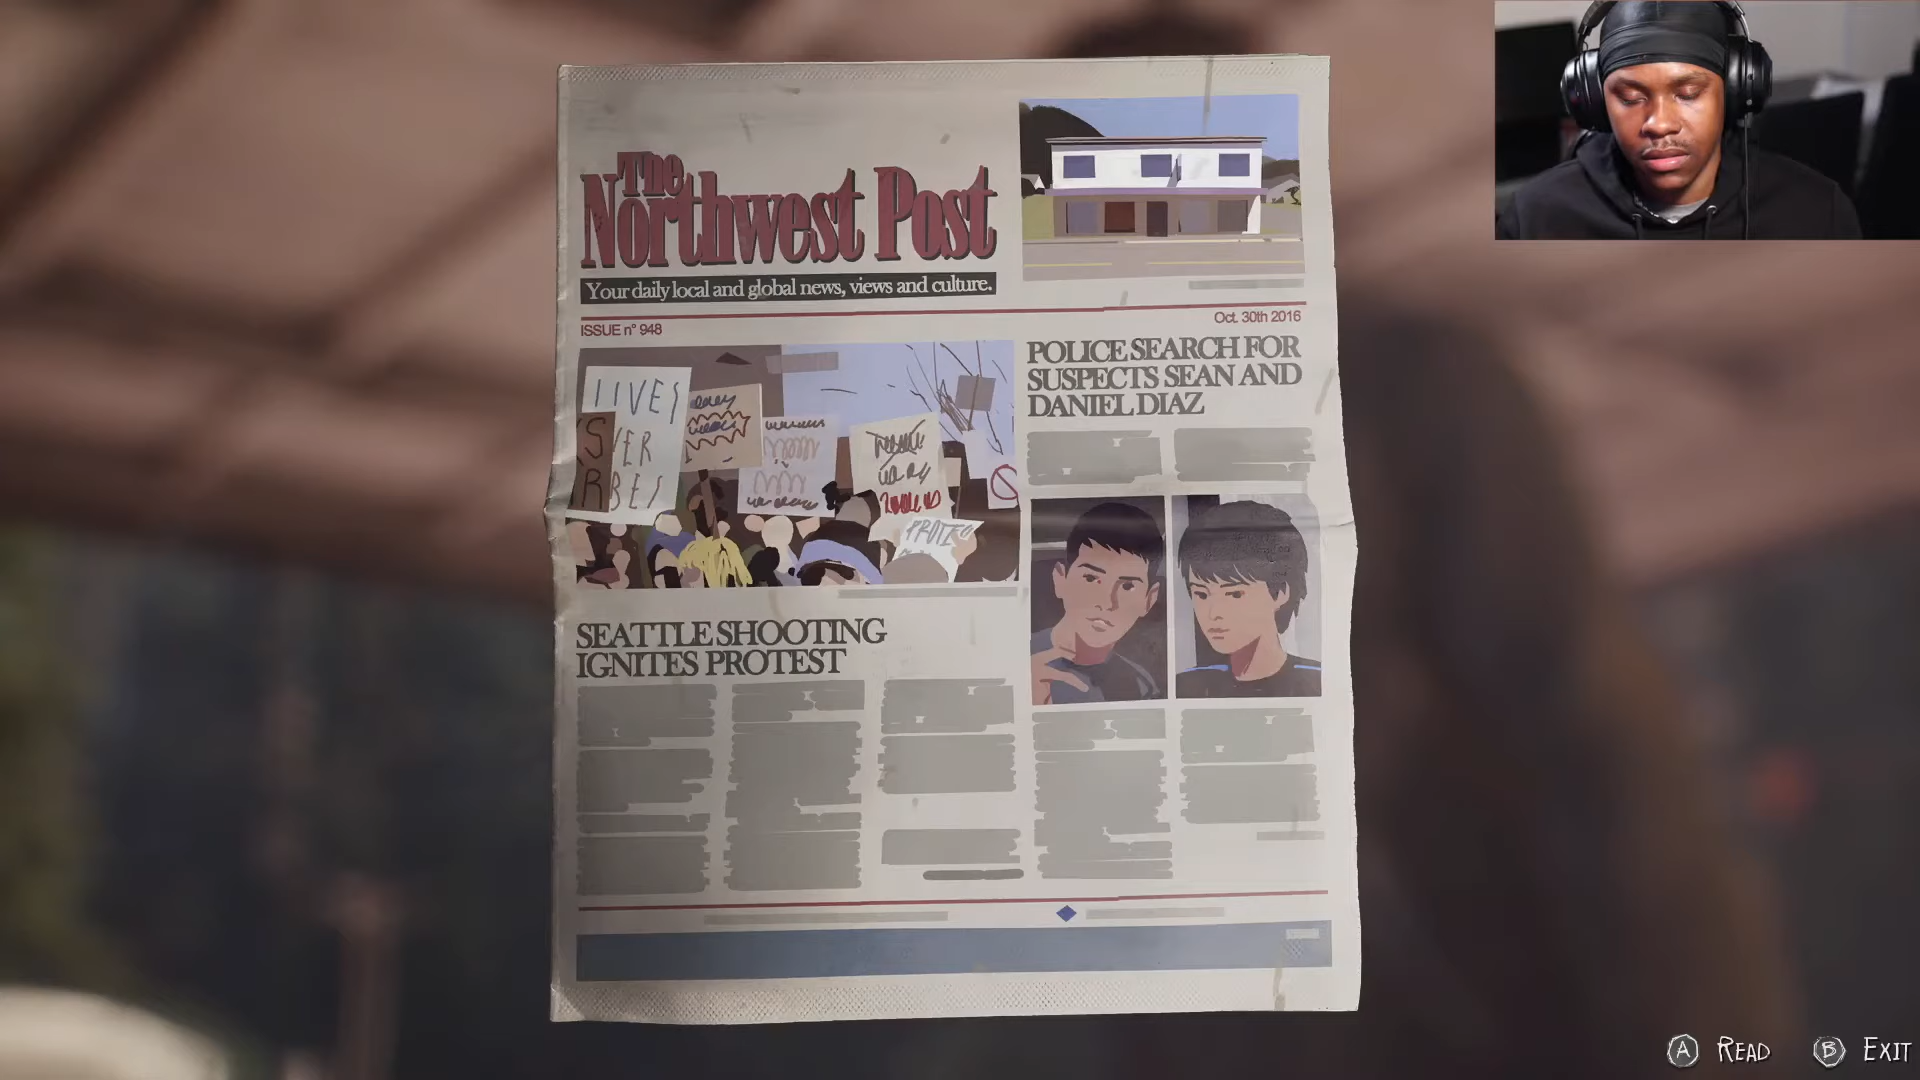 The
Northwest Post
Your daily local and global news, views and culture.
ISSUE n° 948
Oct. 30th 2016
LIVES
POLICE SEARCH FOR
SUSPECTS SEAN AND
DANIEL DIAZ
SEATTLE SHOOTING
IGNITES PROTEST
A READ
B EXIT